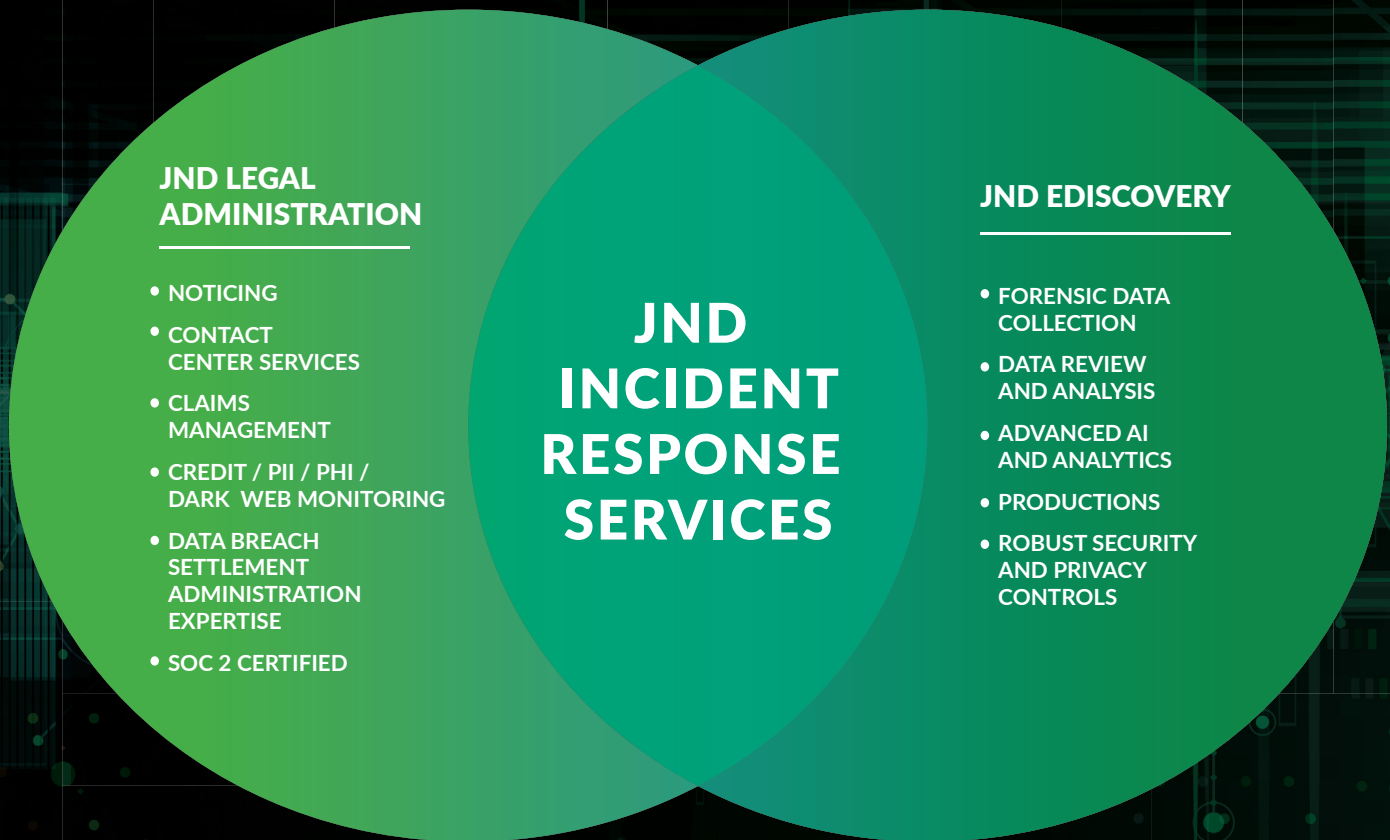 JND LEGAL
ADMINISTRATION
• NOTICING
• CONTACT
CENTER SERVICES
• CLAIMS
MANAGEMENT
• CREDIT / PII / PHI /
DARK WEB MONITORING
• DATA BREACH
SETTLEMENT
ADMINISTRATION
EXPERTISE
• SOC 2 CERTIFIED
JND
INCIDENT
RESPONSE
SERVICES
JND EDISCOVERY
• FORENSIC DATA
COLLECTION
• DATA REVIEW
AND ANALYSIS
• ADVANCED AI
AND ANALYTICS
• PRODUCTIONS
• ROBUST SECURITY
AND PRIVACY
CONTROLS